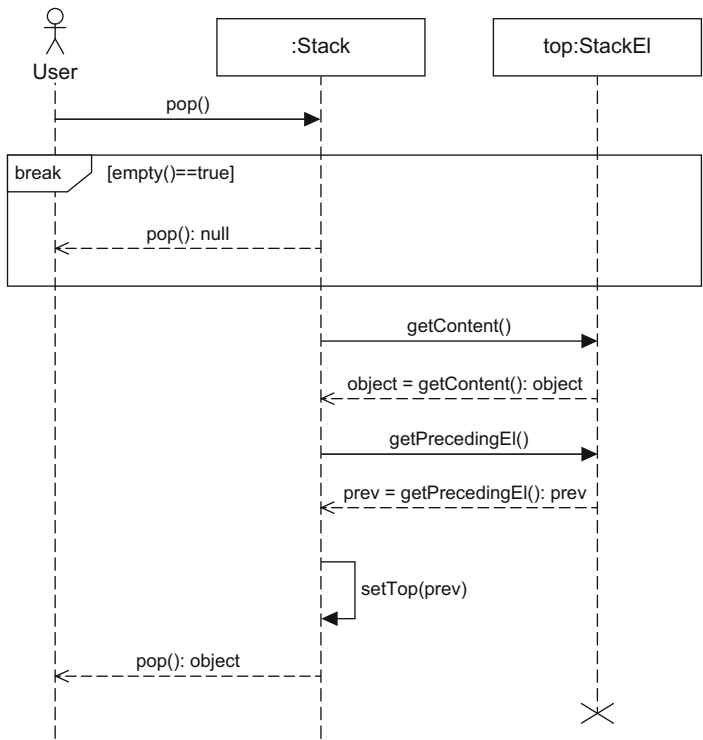 User
:Stack
top:StackEl
pop()
break
[empty()==true]
pop(): null
getContent()
object = getContent(): object
getPrecedingEl()
prev = getPrecedingEl(): prev
setTop(prev)
pop(): object